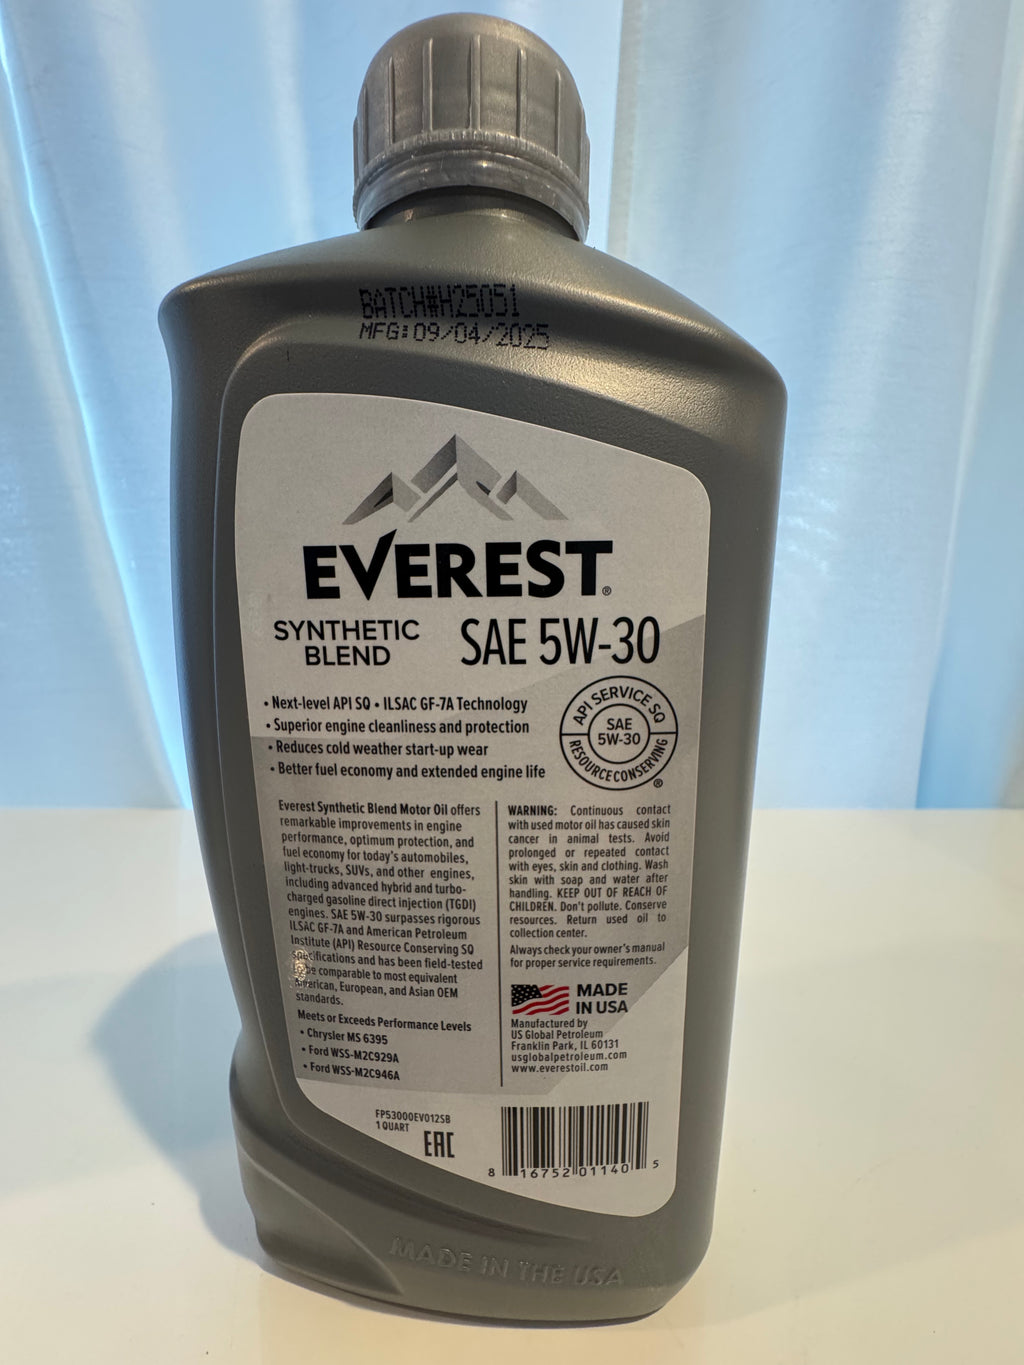 BATCH#H25051
MFG:09/04/2025
EVEREST®
SYNTHETIC
BLEND
SAE 5W-30
• Next-level API SQ • ILSAC GF-7A Technology
• Superior engine cleanliness and protection
• Reduces cold weather start-up wear
• Better fuel economy and extended engine life
API SERVICE SQ
SAE
5W-30
RESOURCE CONSERVING
®
Everest Synthetic Blend Motor Oil offers
remarkable improvements in engine
performance, optimum protection, and
fuel economy for today's automobiles,
light-trucks, SUVs, and other engines,
including advanced hybrid and turbo-
charged gasoline direct injection (TGDI)
engines. SAE 5W-30 surpasses rigorous
ILSAC GF-7A and American Petroleum
Institute (API) Resource Conserving SQ
specifications and has been field-tested
be comparable to most equivalent
American, European, and Asian OEM
standards.
Meets or Exceeds Performance Levels
• Chrysler MS 6395
• Ford WSS-M2C929A
• Ford WSS-M2C946A
WARNING: Continuous contact
with used motor oil has caused skin
cancer in animal tests. Avoid
prolonged or repeated contact
with eyes, skin and clothing. Wash
skin with soap and water after
handling. KEEP OUT OF REACH OF
CHILDREN. Don't pollute. Conserve
resources. Return used oil to
collection center.
Always check your owner's manual
for proper service requirements.
MADE
IN USA
Manufactured by
US Global Petroleum
Franklin Park, IL 60131
usglobalpetroleum.com
www.everestoil.com
FP53000EV012SB
1 QUART
EAC
8 16752 01140 5
MADE IN THE USA